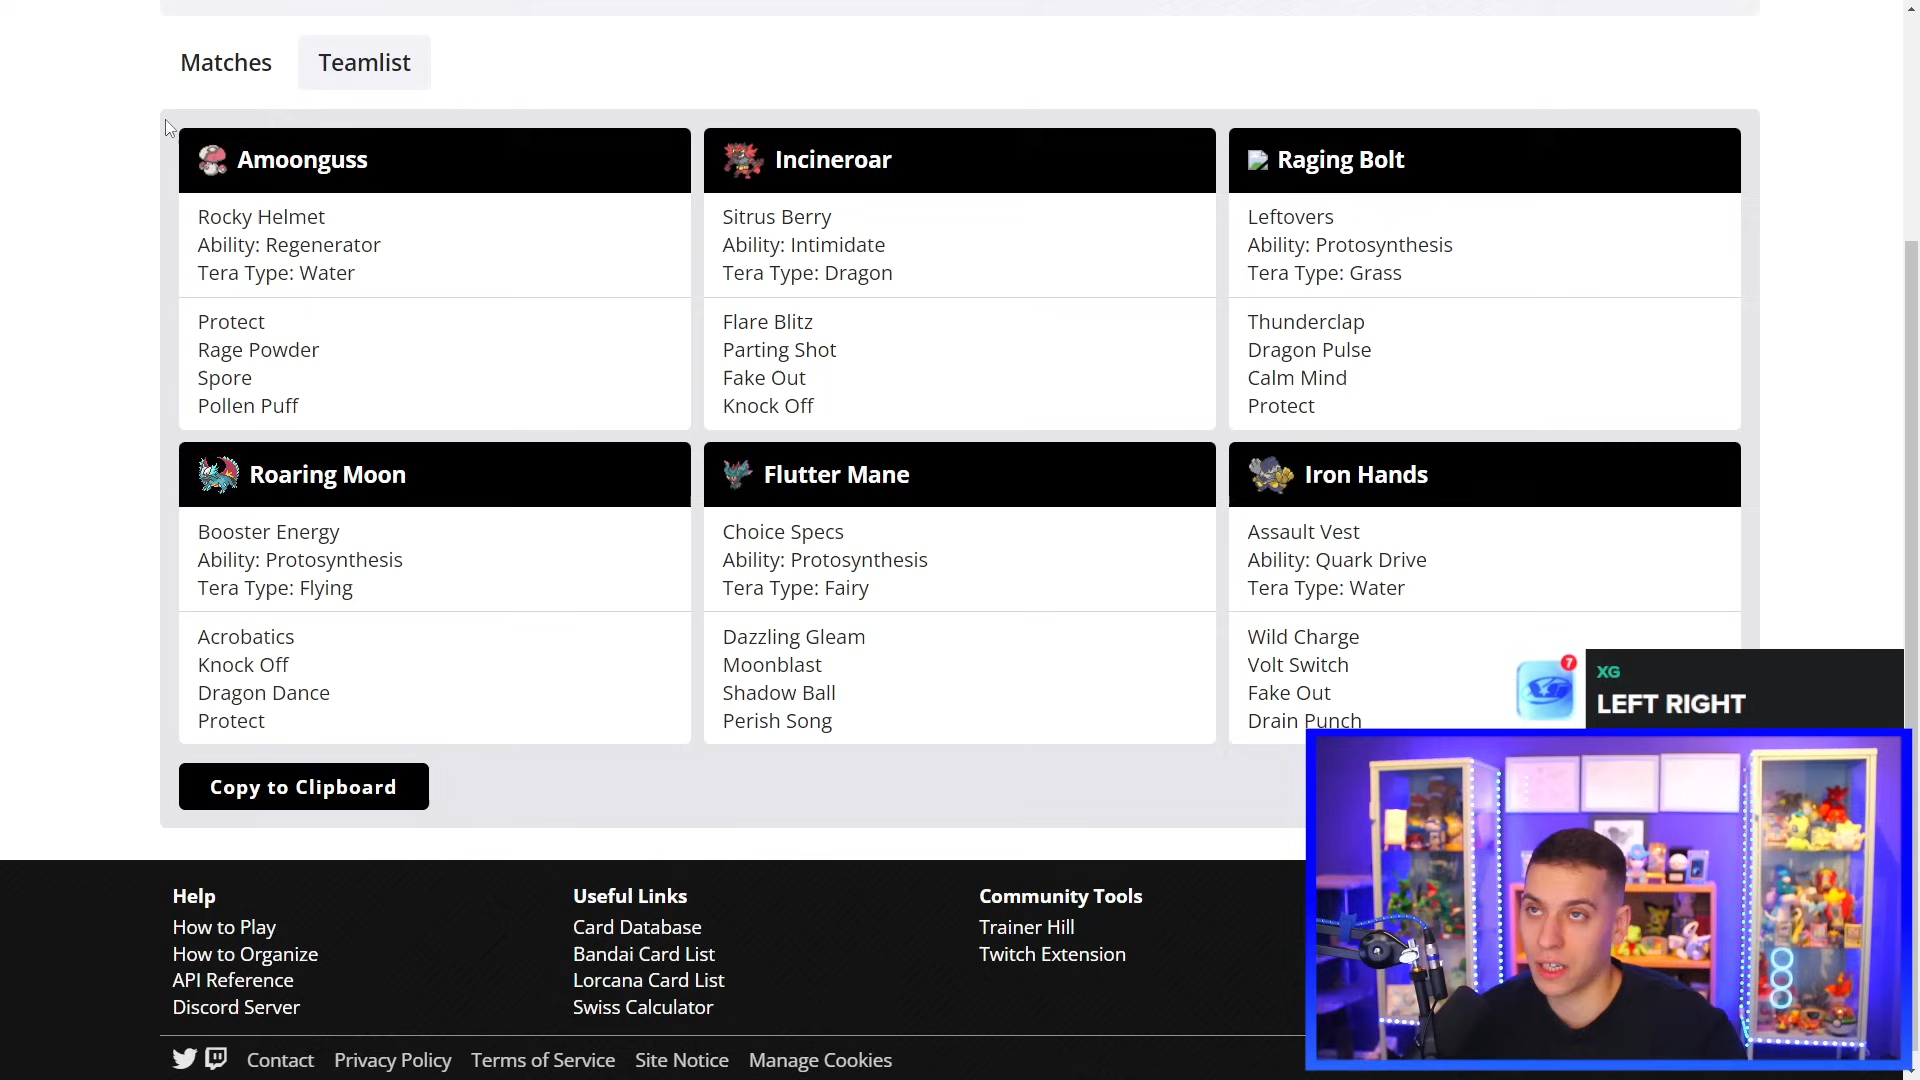 Matches
Teamlist
Amoonguss
Rocky Helmet
Ability: Regenerator
Tera Type: Water
Protect
Rage Powder
Spore
Pollen Puff
Incineroar
Sitrus Berry
Ability: Intimidate
Tera Type: Dragon
Flare Blitz
Parting Shot
Fake Out
Knock Off
Raging Bolt
Leftovers
Ability: Protosynthesis
Tera Type: Grass
Thunderclap
Dragon Pulse
Calm Mind
Protect
Roaring Moon
Booster Energy
Ability: Protosynthesis
Tera Type: Flying
Acrobatics
Knock Off
Dragon Dance
Protect
Flutter Mane
Choice Specs
Ability: Protosynthesis
Tera Type: Fairy
Dazzling Gleam
Moonblast
Shadow Ball
Perish Song
Iron Hands
Assault Vest
Ability: Quark Drive
Tera Type: Water
Wild Charge
Volt Switch
Fake Out
Drain Punch
7
XG
LEFT RIGHT
Copy to Clipboard
Help
How to Play
How to Organize
API Reference
Discord Server
Useful Links
Card Database
Bandai Card List
Lorcana Card List
Swiss Calculator
Community Tools
Trainer Hill
Twitch Extension
Contact
Privacy Policy
Terms of Service
Site Notice
Manage Cookies